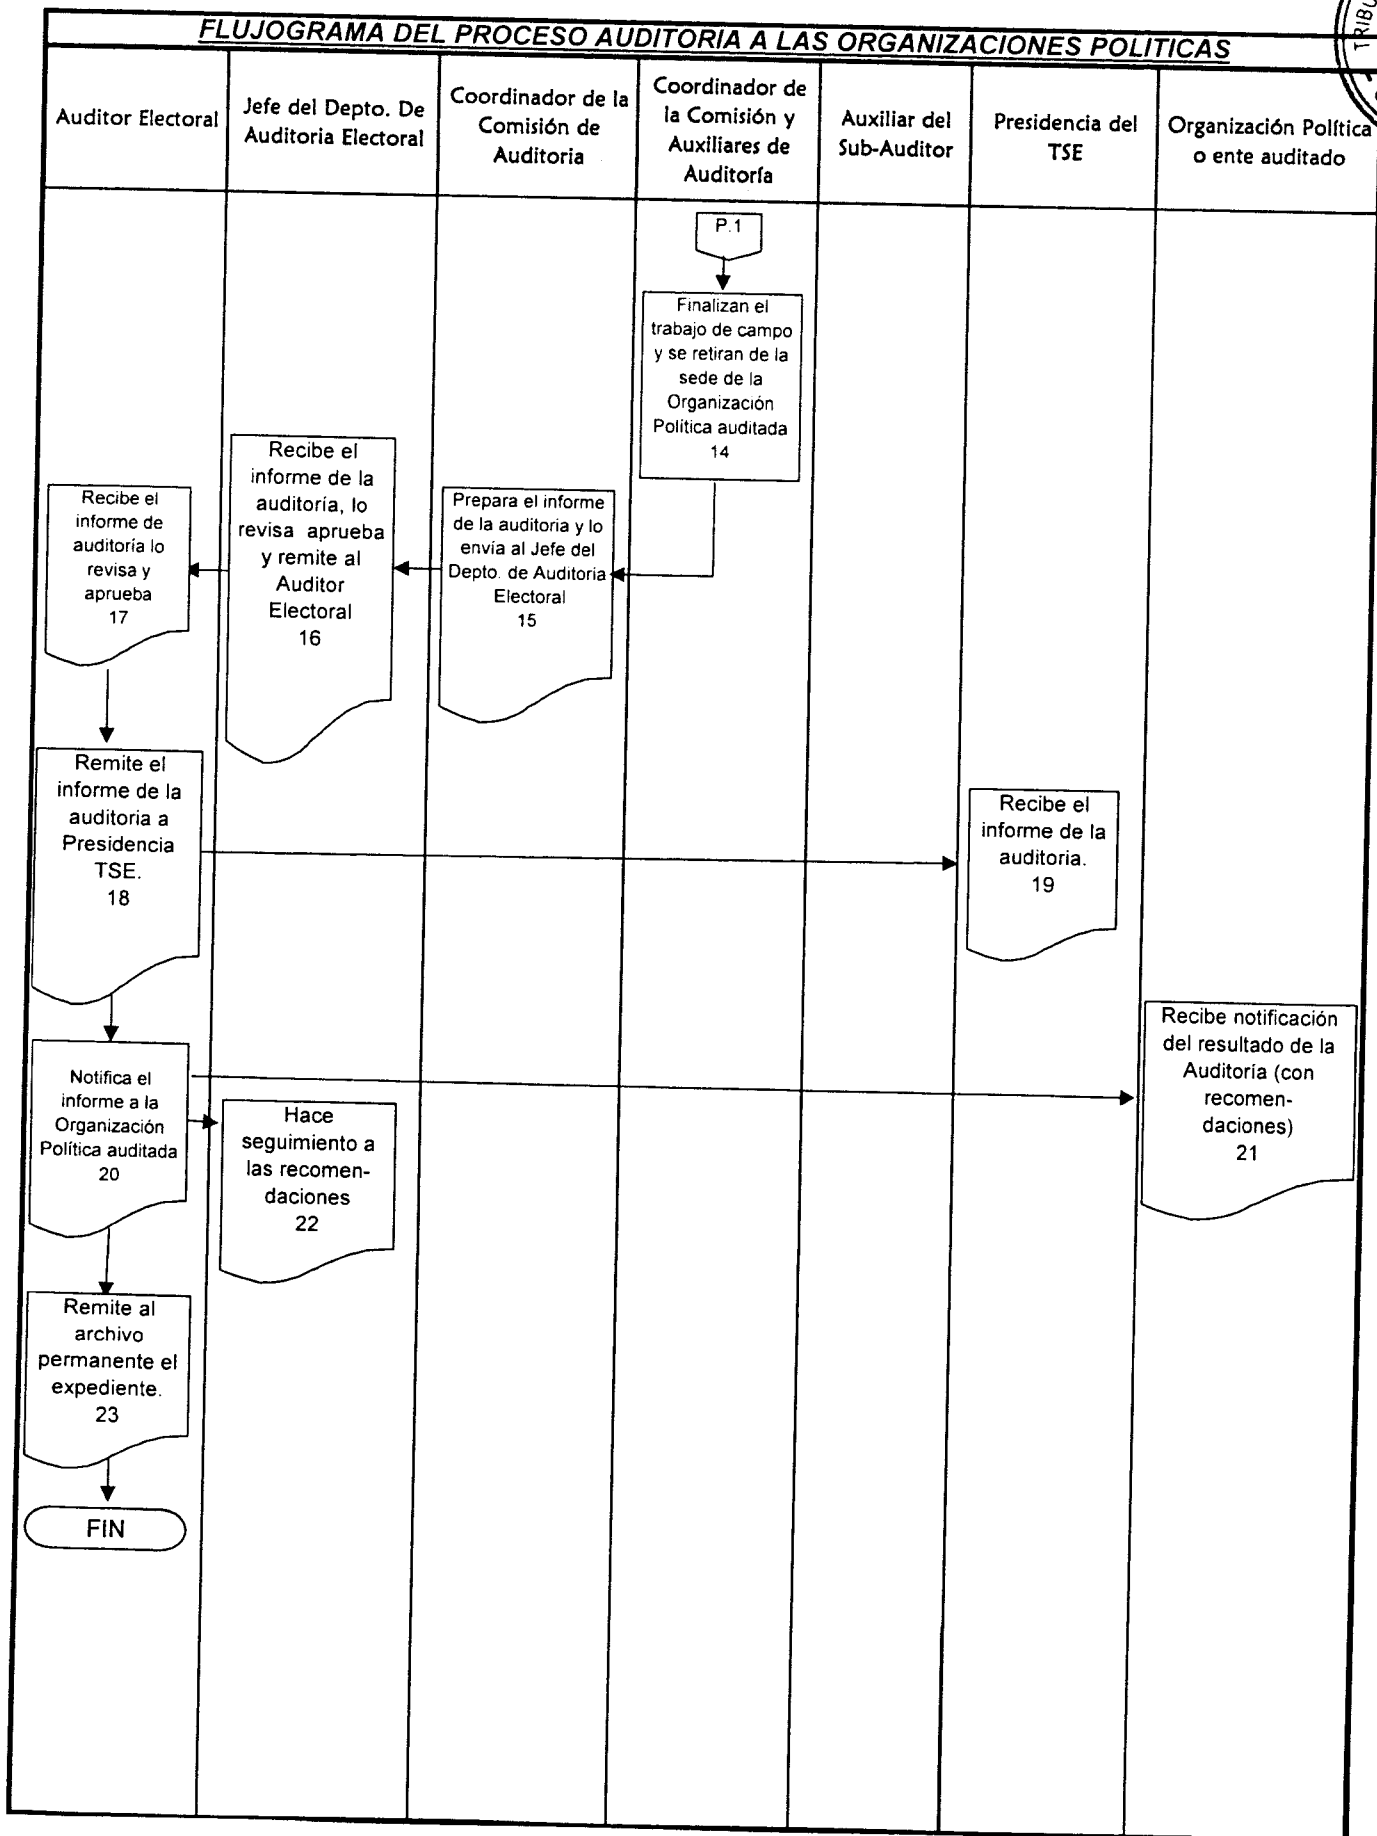 FLUJOGRAMA DEL PROCESO AUDITORIA A LAS ORGANIZACIONES POLITICAS
TRIBU
Auditor Electoral
Jefe del Depto. De
Auditoria Electoral
Coordinador de la
Comisión de
Auditoria
Coordinador de
la Comisión y
Auxiliares de
Auditoría
Auxiliar del
Sub-Auditor
Presidencia del
TSE
Organización Política
o ente auditado
P.1
Finalizan el
trabajo de campo
y se retiran de la
sede de la
Organización
Política auditada
14
Prepara el informe
de la auditoria y lo
envía al Jefe del
Depto. de Auditoria
Electoral
15
Recibe el
informe de la
auditoría, lo
revisa aprueba
y remite al
Auditor
Electoral
16
Recibe el
informe de
auditoría lo
revisa y
aprueba
17
Remite el
informe de la
auditoria a
Presidencia
TSE.
18
Recibe el
informe de la
auditoria.
19
Notifica el
informe a la
Organización
Política auditada
20
Recibe notificación
del resultado de la
Auditoría (con
recomen-
daciones)
21
Hace
seguimiento a
las recomen-
daciones
22
Remite al
archivo
permanente el
expediente.
23
FIN